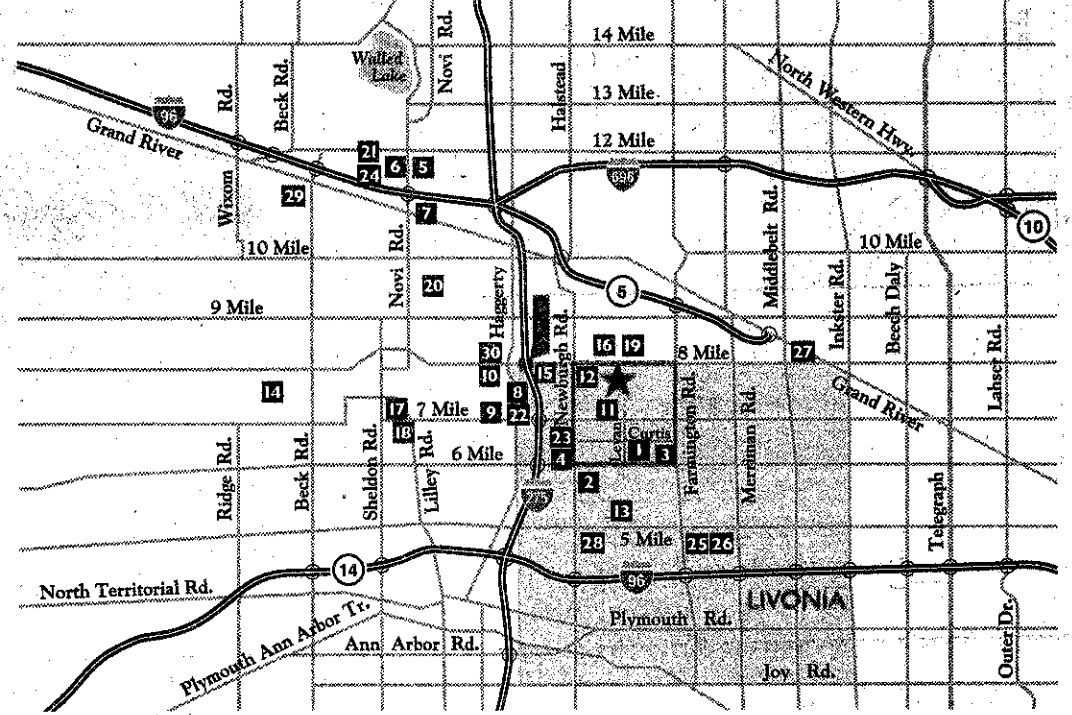 14 Mile
Walled
Lake
Novi Rd.
Halstead
North Western Hwy.
13 Mile
Beck Rd.
Rd.
96
Grand River
12 Mile
21
24
6
5
696
29
Wixom
7
10
10 Mile
10 Mile
Novi Rd.
Middlebelt Rd.
Inkster Rd.
Beech Daly
20
5
9 Mile
Haggerty
Newburgh Rd.
Lahser Rd.
16
19
8 Mile
27
30
10
15
12
14
8
Grand River
17
7 Mile
9
22
11
Farmington Rd.
Merriman Rd.
18
23
Levan
Curtis
1
3
6 Mile
4
Ridge Rd.
Beck Rd.
Sheldon Rd.
Lilley Rd.
2
275
13
Telegraph
28
5 Mile
25
26
14
96
North Territorial Rd.
LIVONIA
Plymouth Rd.
Plymouth Ann Arbor Tr.
Ann Arbor Rd.
Outer Dr.
Joy Rd.